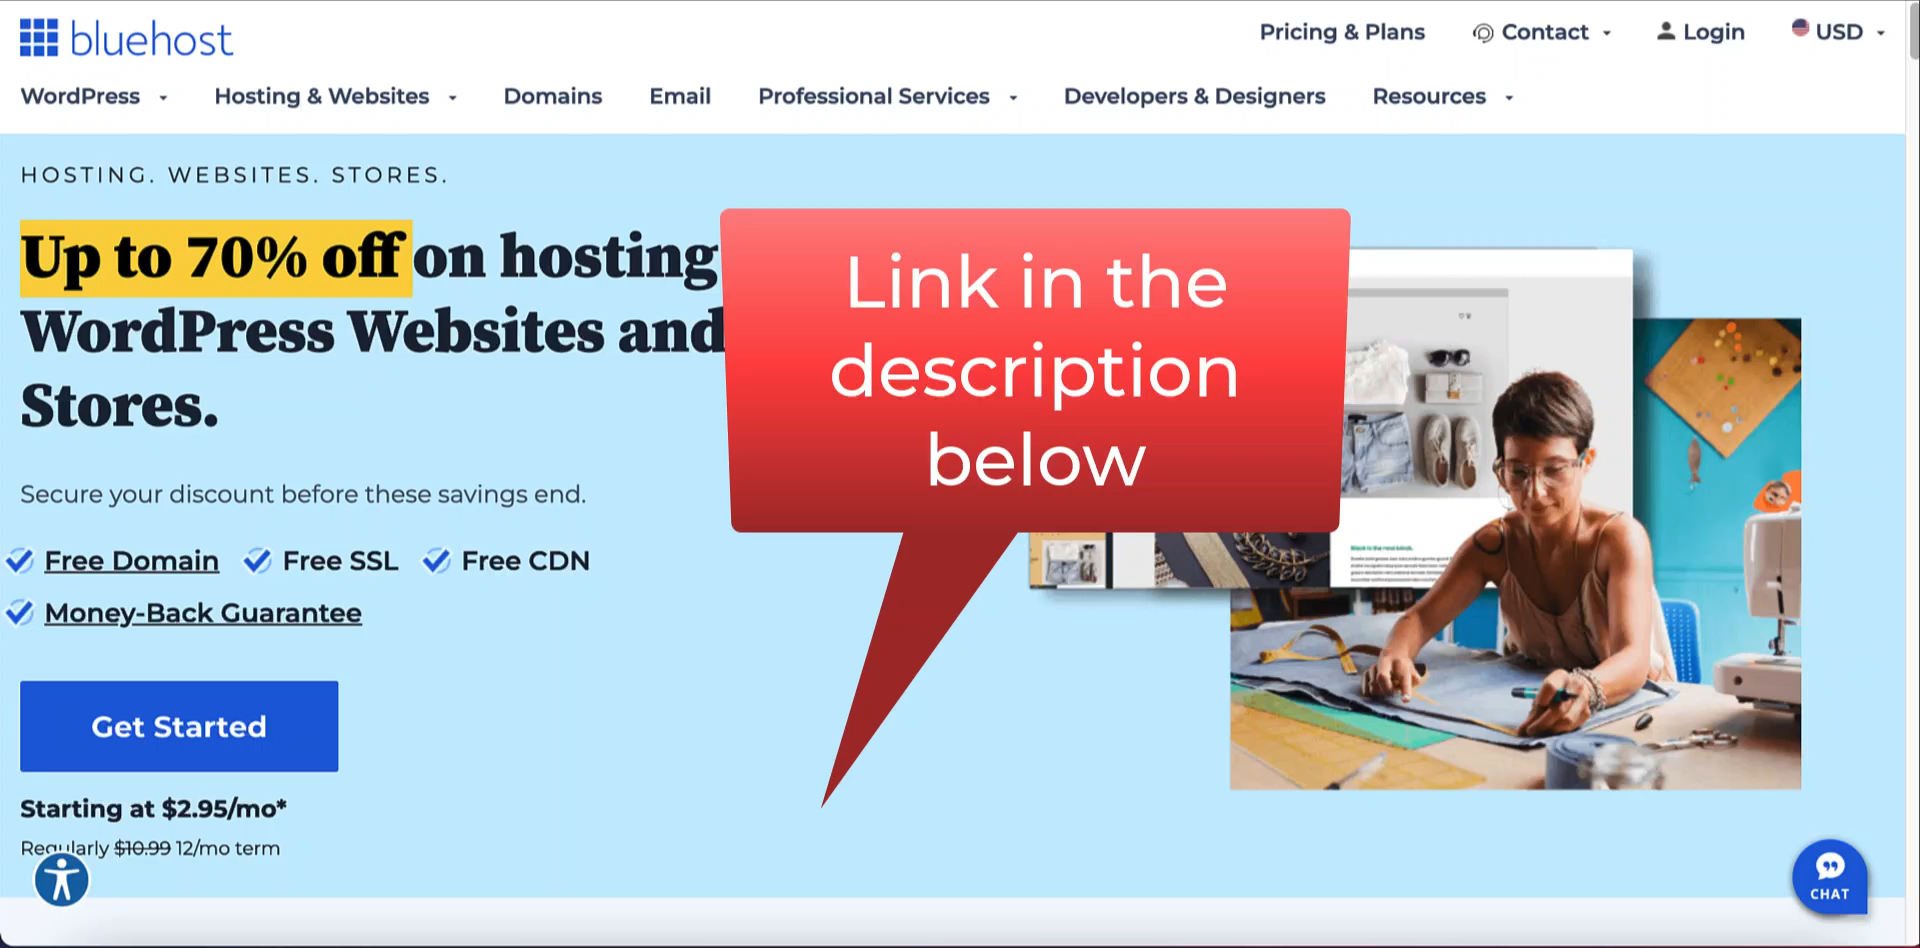 bluehost
Pricing & Plans
Contact
Login
USD
WordPress
Hosting & Websites
Domains
Email
Professional Services
Developers & Designers
Resources
HOSTING. WEBSITES. STORES.
Up to 70% off on hosting
WordPress Websites and
Stores.
Secure your discount before these savings end.
Free Domain
Free SSL
Free CDN
Money-Back Guarantee
Get Started
Starting at $2.95/mo*
Regularly $10.99 12/mo term
Link in the
description
below
CHAT